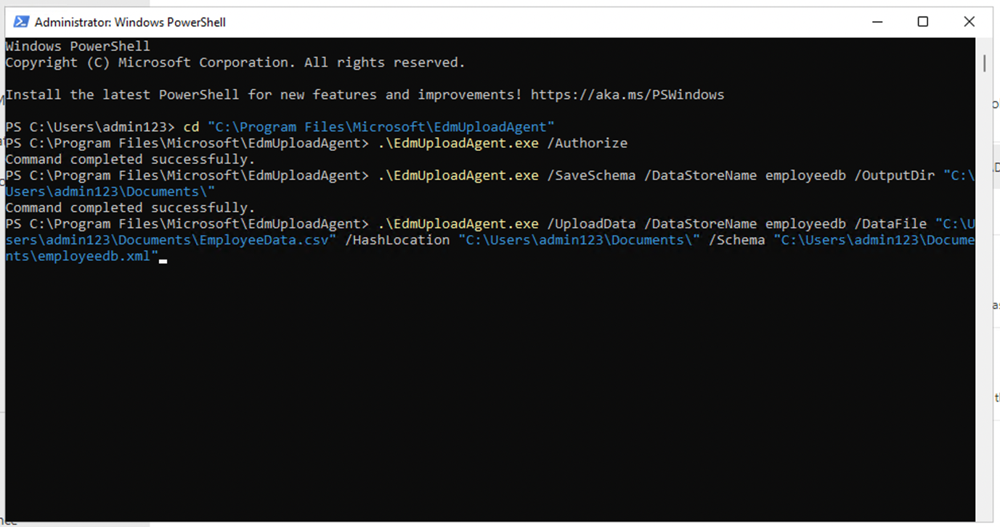 Administrator: Windows PowerShell
Windows PowerShell
Copyright (C) Microsoft Corporation. All rights reserved.
Install the latest PowerShell for new features and improvements! https://aka.ms/PSWindows
PS C:\Users\admin123> cd "C:\Program Files\Microsoft\EdmUploadAgent"
PS C:\Program Files\Microsoft\EdmUploadAgent> .\EdmUploadAgent.exe /Authorize
Command completed successfully.
PS C:\Program Files\Microsoft\EdmUploadAgent> .\EdmUploadAgent.exe /SaveSchema /DataStoreName employeedb /OutputDir "C:\
Users\admin123\Documents\"
Command completed successfully.
PS C:\Program Files\Microsoft\EdmUploadAgent> .\EdmUploadAgent.exe /UploadData /DataStoreName employeedb /DataFile "C:\U
sers\admin123\Documents\EmployeeData.csv" /HashLocation "C:\Users\admin123\Documents\" /Schema "C:\Users\admin123\Docume
nts\employeedb.xml"